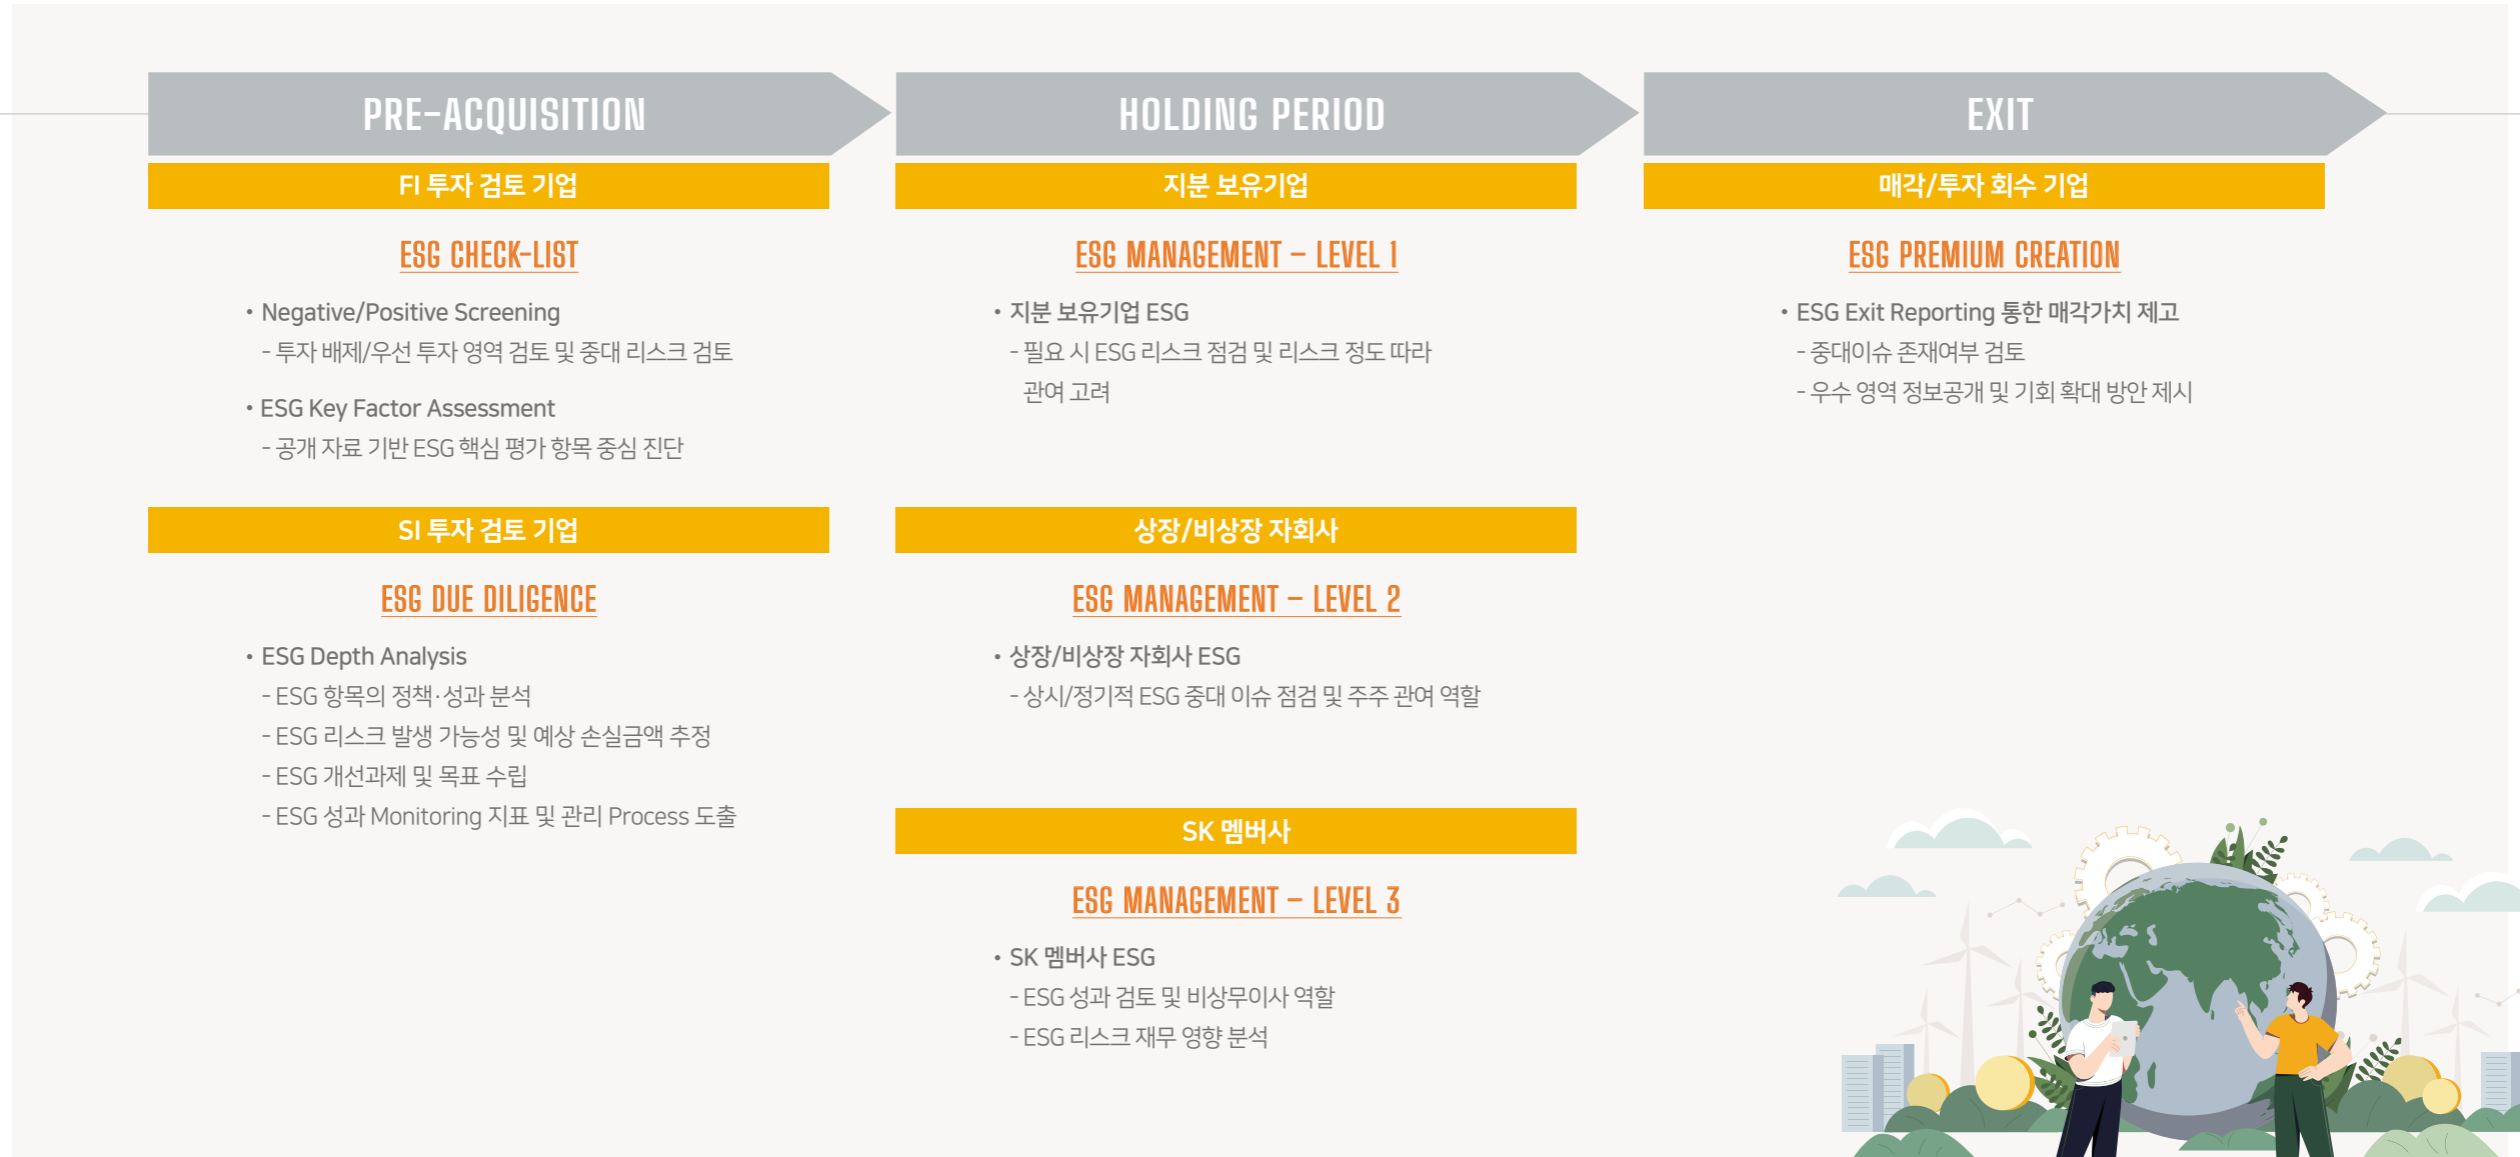 PRE-ACQUISITION
FI 투자 검토 기업
ESG CHECK-LIST
• Negative/Positive Screening
- 투자 배제/우선 투자 영역 검토 및 중대 리스크 검토
• ESG Key Factor Assessment
- 공개 자료 기반 ESG 핵심 평가 항목 중심 진단
SI 투자 검토 기업
ESG DUE DILIGENCE
• ESG Depth Analysis
- ESG 항목의 정책·성과 분석
- ESG 리스크 발생 가능성 및 예상 손실금액 추정
- ESG 개선과제 및 목표 수립
- ESG 성과 Monitoring 지표 및 관리 Process 도출
HOLDING PERIOD
지분 보유기업
ESG MANAGEMENT – LEVEL 1
• 지분 보유기업 ESG
- 필요 시 ESG 리스크 점검 및 리스크 정도 따라
관여 고려
상장/비상장 자회사
ESG MANAGEMENT – LEVEL 2
• 상장/비상장 자회사 ESG
- 상시/정기적 ESG 중대 이슈 점검 및 주주 관여 역할
SK 멤버사
ESG MANAGEMENT – LEVEL 3
• SK 멤버사 ESG
- ESG 성과 검토 및 비상무이사 역할
- ESG 리스크 재무 영향 분석
EXIT
매각/투자 회수 기업
ESG PREMIUM CREATION
• ESG Exit Reporting 통한 매각가치 제고
- 중대이슈 존재여부 검토
- 우수 영역 정보공개 및 기회 확대 방안 제시